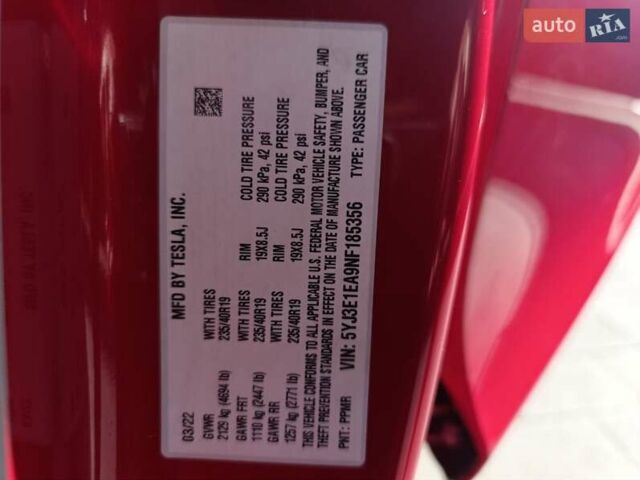 MFD BY TESLA, INC.
03/22
GVWR WITH TIRES RIM COLD TIRE PRESSURE
2129 kg (4694 lb) 235/40R19 19X8.5J 290 kPa, 42 psi
GAWR FRT WITH TIRES RIM COLD TIRE PRESSURE
1110 kg (2447 lb) 235/40R19 19X8.5J 290 kPa, 42 psi
GAWR RR
1257 kg (2771 lb)
THIS VEHICLE CONFORMS TO ALL APPLICABLE U.S. FEDERAL MOTOR VEHICLE SAFETY, BUMPER, AND
THEFT PREVENTION STANDARDS IN EFFECT ON THE DATE OF MANUFACTURE SHOWN ABOVE.
VIN: 5YJ3E1EA9NF185356
PNT: PPMR TYPE: PASSENGER CAR
auto RIA.com